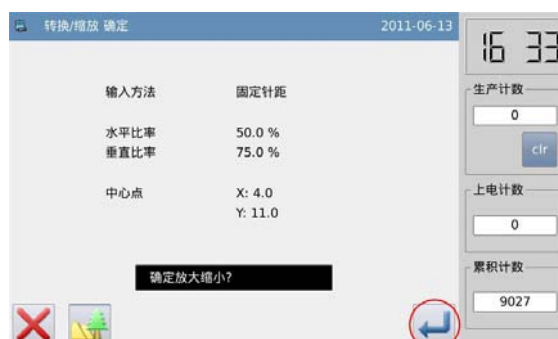 转换/缩放 确定 2011-06-13
16 33
输入方法 固定针距
水平比率 50.0 %
垂直比率 75.0 %
中心点 X: 4.0
Y: 11.0
确定放大缩小?
生产计数
0
clr
上电计数
0
累积计数
9027